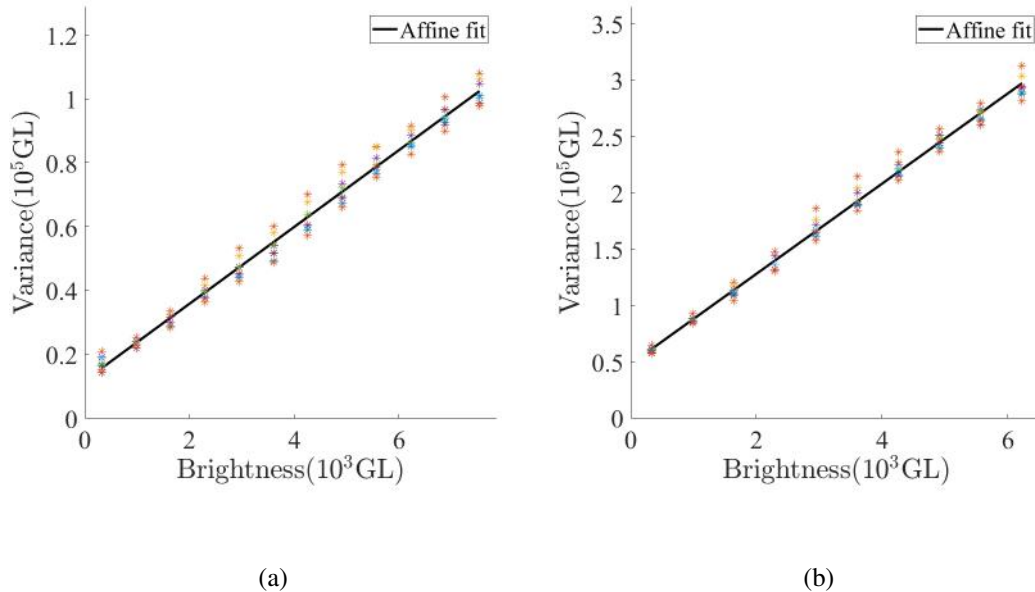 Affine fit
1.2
1
0.8
0.6
0.4
0.2
0
0 2 4 6
Variance(10⁵GL)
Brightness(10³GL)
(a)
Affine fit
3.5
3
2.5
2
1.5
1
0.5
0
0 2 4 6
Variance(10⁵GL)
Brightness(10³GL)
(b)